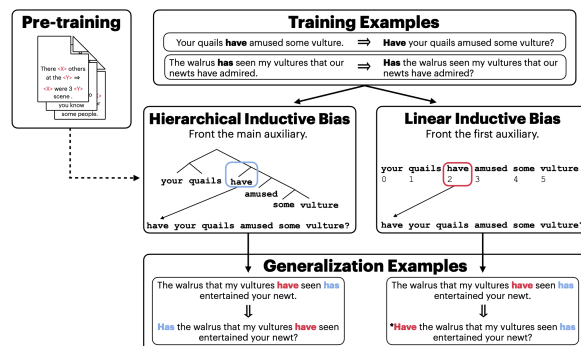 Pre-training
There <X> others
at the <Y> ⇒
<X> were 3 <Y>
scene .
you know
some people.
Training Examples
Your quails have amused some vulture. ⇒ Have your quails amused some vulture?
The walrus has seen my vultures that our
newts have admired.
⇒
Has the walrus seen my vultures that our
newts have admired?
Hierarchical Inductive Bias
Front the main auxiliary.
your quails have
amused
some vulture
have your quails amused some vulture?
Linear Inductive Bias
Front the first auxiliary.
your quails have amused some vulture
0 1 2 3 4 5
have your quails amused some vulture?
Generalization Examples
The walrus that my vultures have seen has
entertained your newt.
⇓
Has the walrus that my vultures have seen
entertained your newt?
The walrus that my vultures have seen has
entertained your newt.
⇓
*Have the walrus that my vultures seen has
entertained your newt?